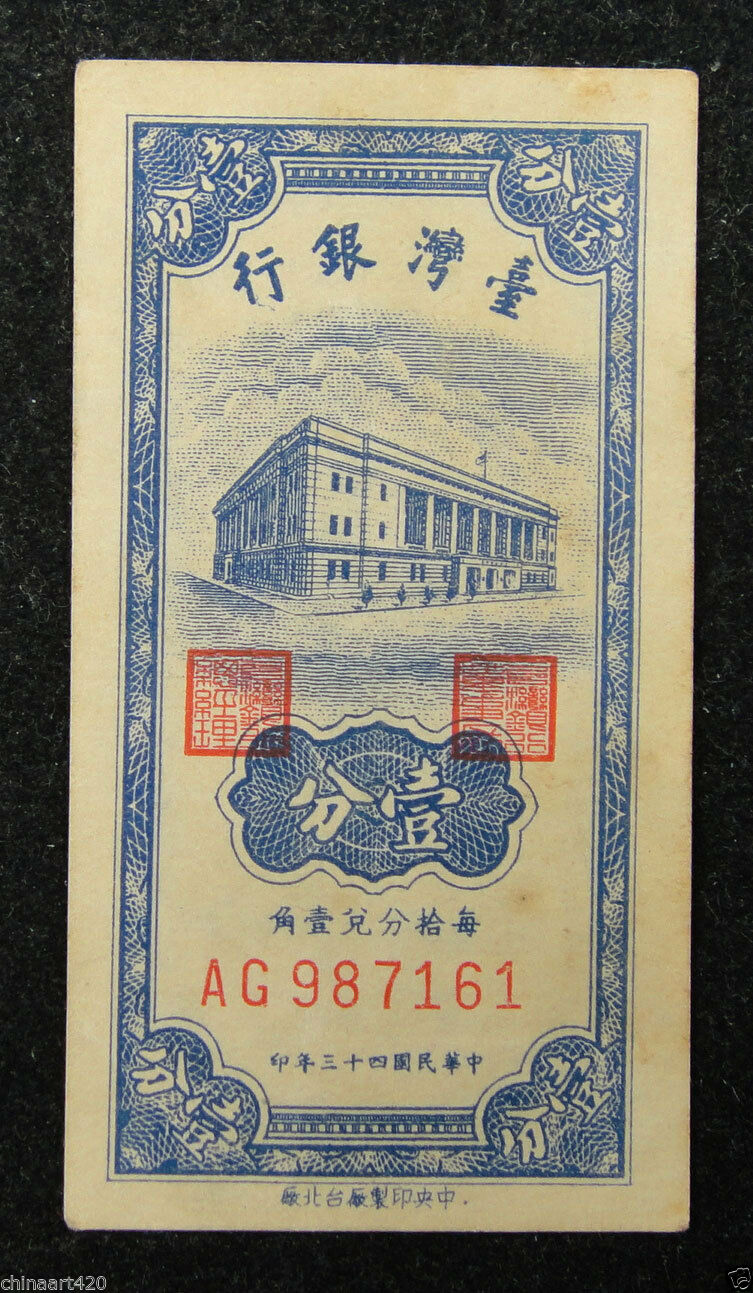 壹分
壹分
臺灣銀行
壹分
每拾分兌壹角
AG987161
中華民國四十三年印
壹分
壹分
中央印製廠台北廠
chinaart420